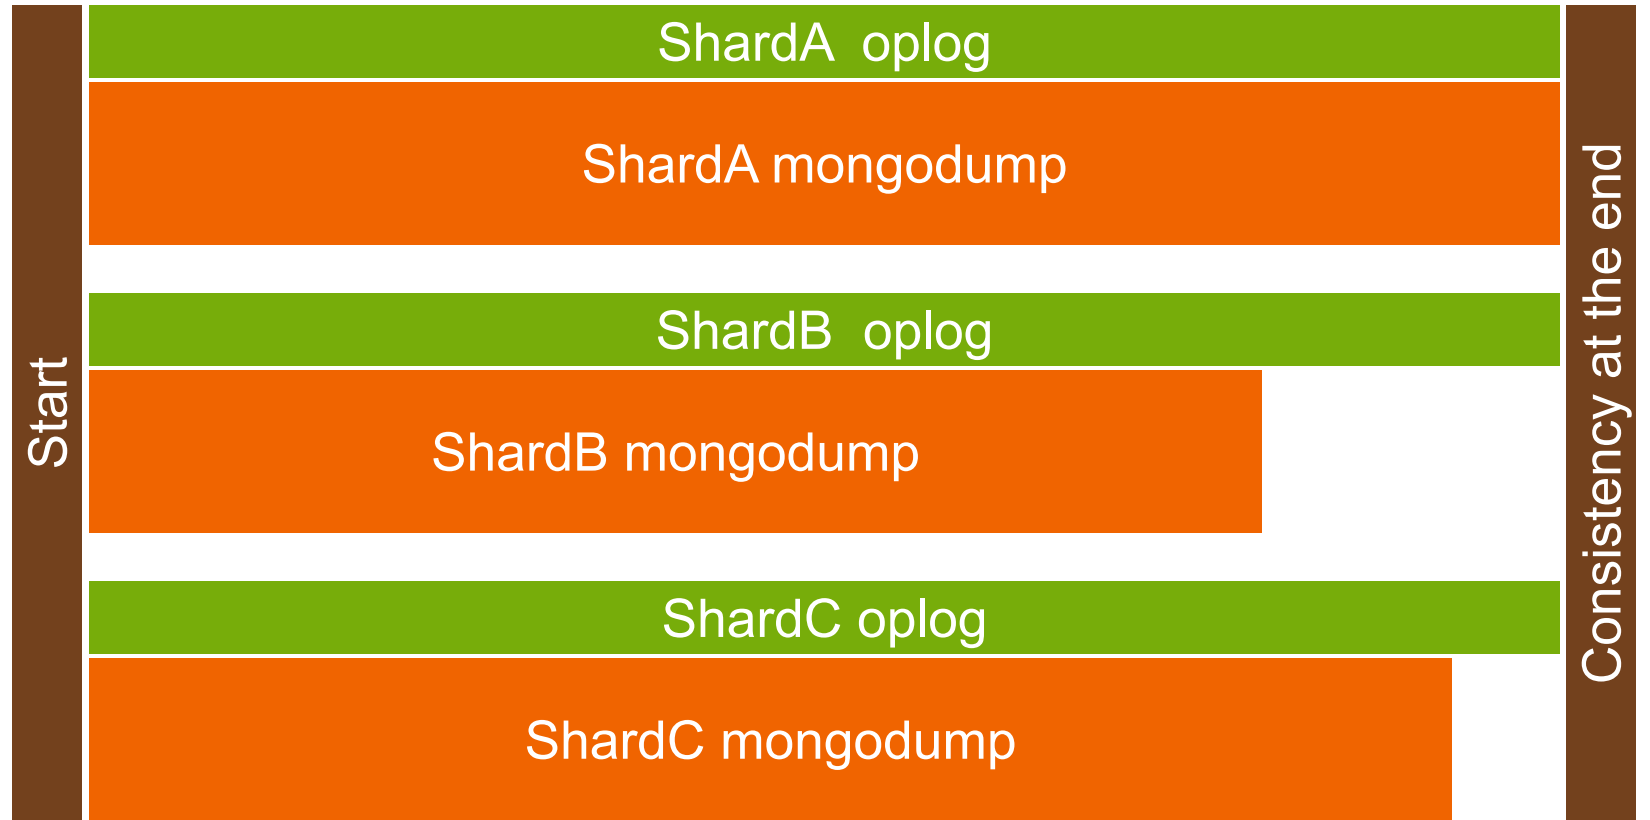 Start
ShardA  oplog
ShardA mongodump
ShardB  oplog
ShardB mongodump
ShardC oplog
ShardC mongodump
Consistency at the end